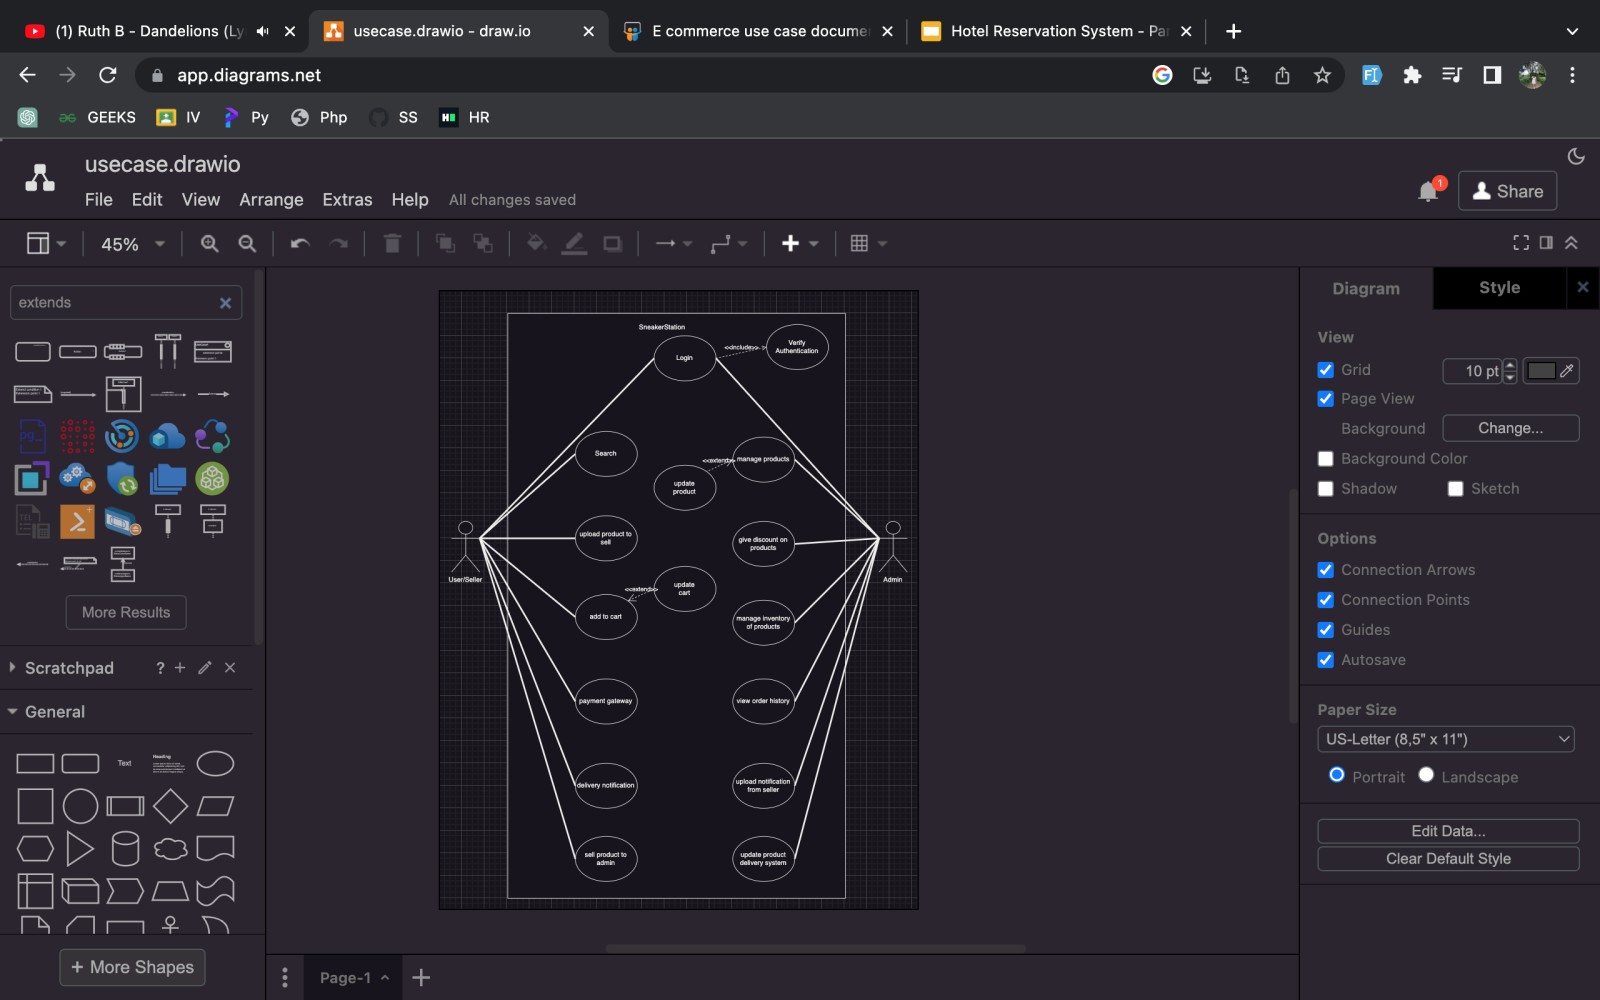 (1) Ruth B - Dandelions (Ly
usecase.drawio - draw.io
E commerce use case docume
Hotel Reservation System - Pa
app.diagrams.net
GEEKS
IV
Py
Php
SS
HR
usecase.drawio
File
Edit
View
Arrange
Extras
Help
All changes saved
1
Share
45%
extends
More Results
Scratchpad
?
General
Text
Heading
More Shapes
SneakerStation
Login
<<include>>
Verify
Authentication
Search
<<extend>>
manage products
update
product
upload product to
sell
give discount on
products
User/Seller
Admin
<<extend>>
update
cart
add to cart
manage inventory
of products
payment gateway
view order history
delivery notification
upload notification
from seller
sell product to
admin
update product
delivery system
Page-1
Diagram
Style
View
Grid
10 pt
Page View
Background
Change...
Background Color
Shadow
Sketch
Options
Connection Arrows
Connection Points
Guides
Autosave
Paper Size
US-Letter (8,5" x 11")
Portrait
Landscape
Edit Data...
Clear Default Style